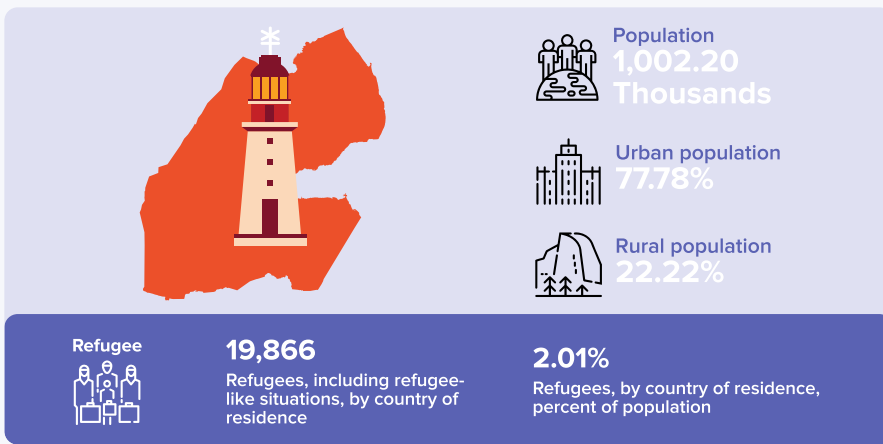 Population
1,002.20
Thousands
Urban population
77.78%
Rural population
22.22%
Refugee
19,866
Refugees, including refugee-
like situations, by country of
residence
2.01%
Refugees, by country of residence,
percent of population